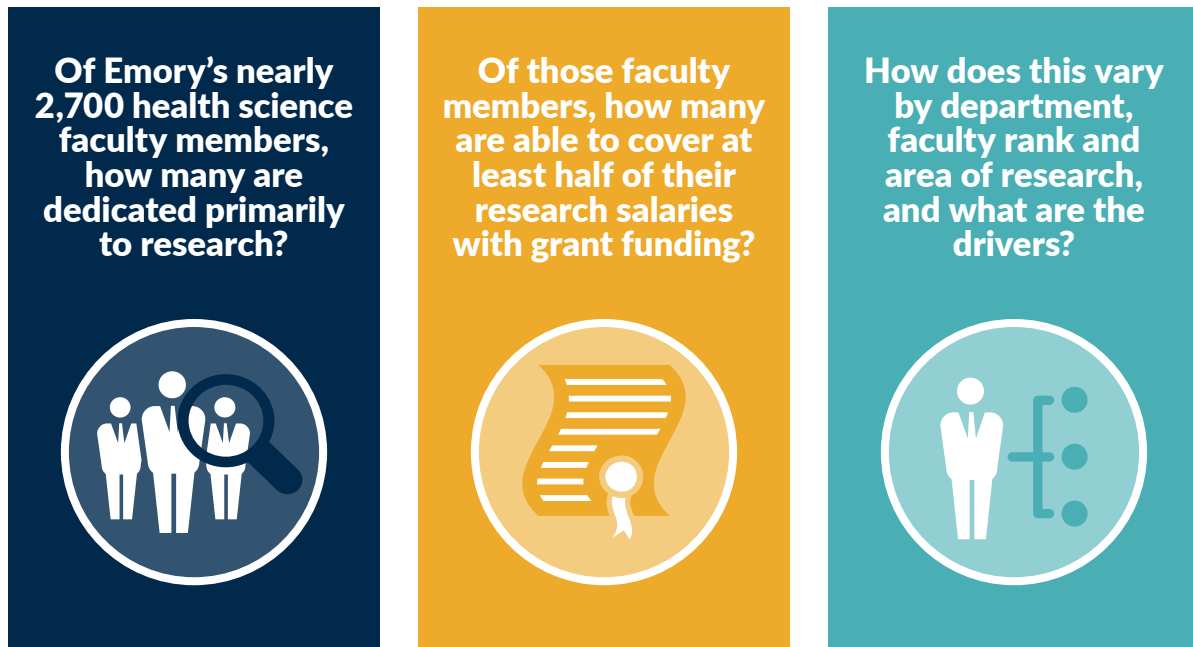 Of Emory’s nearly
2,700 health science
faculty members,
how many are
dedicated primarily
to research?
Of those faculty
members, how many
are able to cover at
least half of their
research salaries
with grant funding?
How does this vary
by department,
faculty rank and
area of research,
and what are the
drivers?